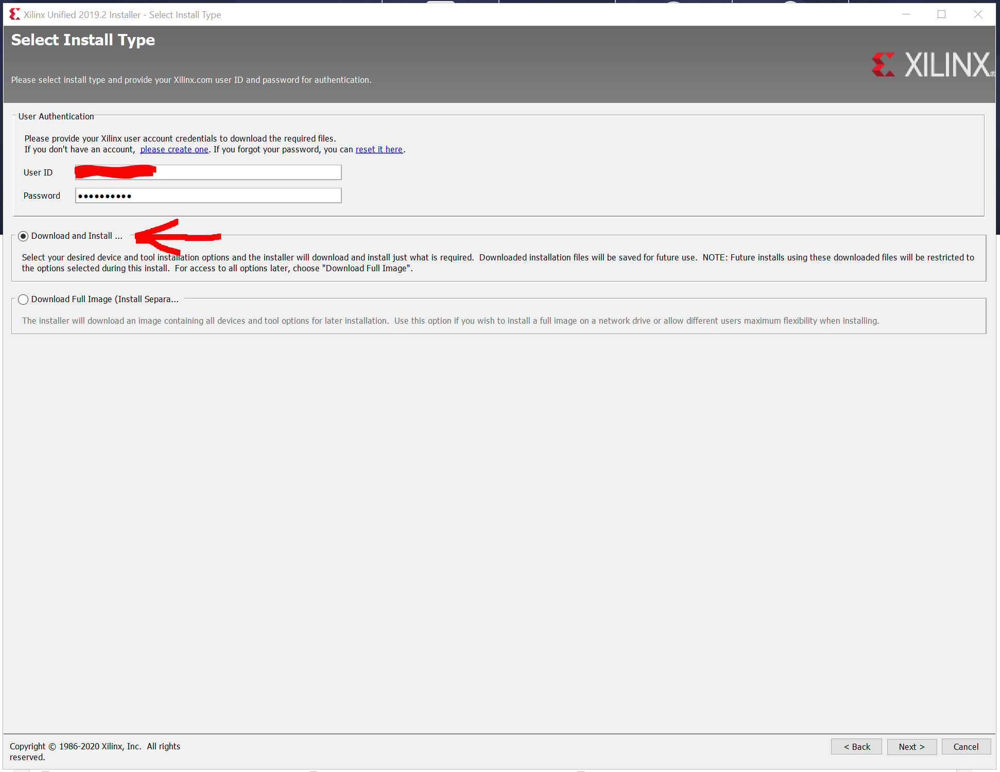 Xilinx Unified 2019.2 Installer - Select Install Type
Select Install Type
XILINX®
Please select install type and provide your Xilinx.com user ID and password for authentication.
User Authentication
Please provide your Xilinx user account credentials to download the required files.
If you don't have an account,  please create one. If you forgot your password, you can reset it here.
User ID
Password ••••••••••
Download and Install ...
Select your desired device and tool installation options and the installer will download and install just what is required.  Downloaded installation files will be saved for future use.  NOTE: Future installs using these downloaded files will be restricted to
the options selected during this install.  For access to all options later, choose "Download Full Image".
Download Full Image (Install Separa...
The installer will download an image containing all devices and tool options for later installation.  Use this option if you wish to install a full image on a network drive or allow different users maximum flexibility when installing.
Copyright © 1986-2020 Xilinx, Inc.  All rights
reserved.
< Back Next > Cancel